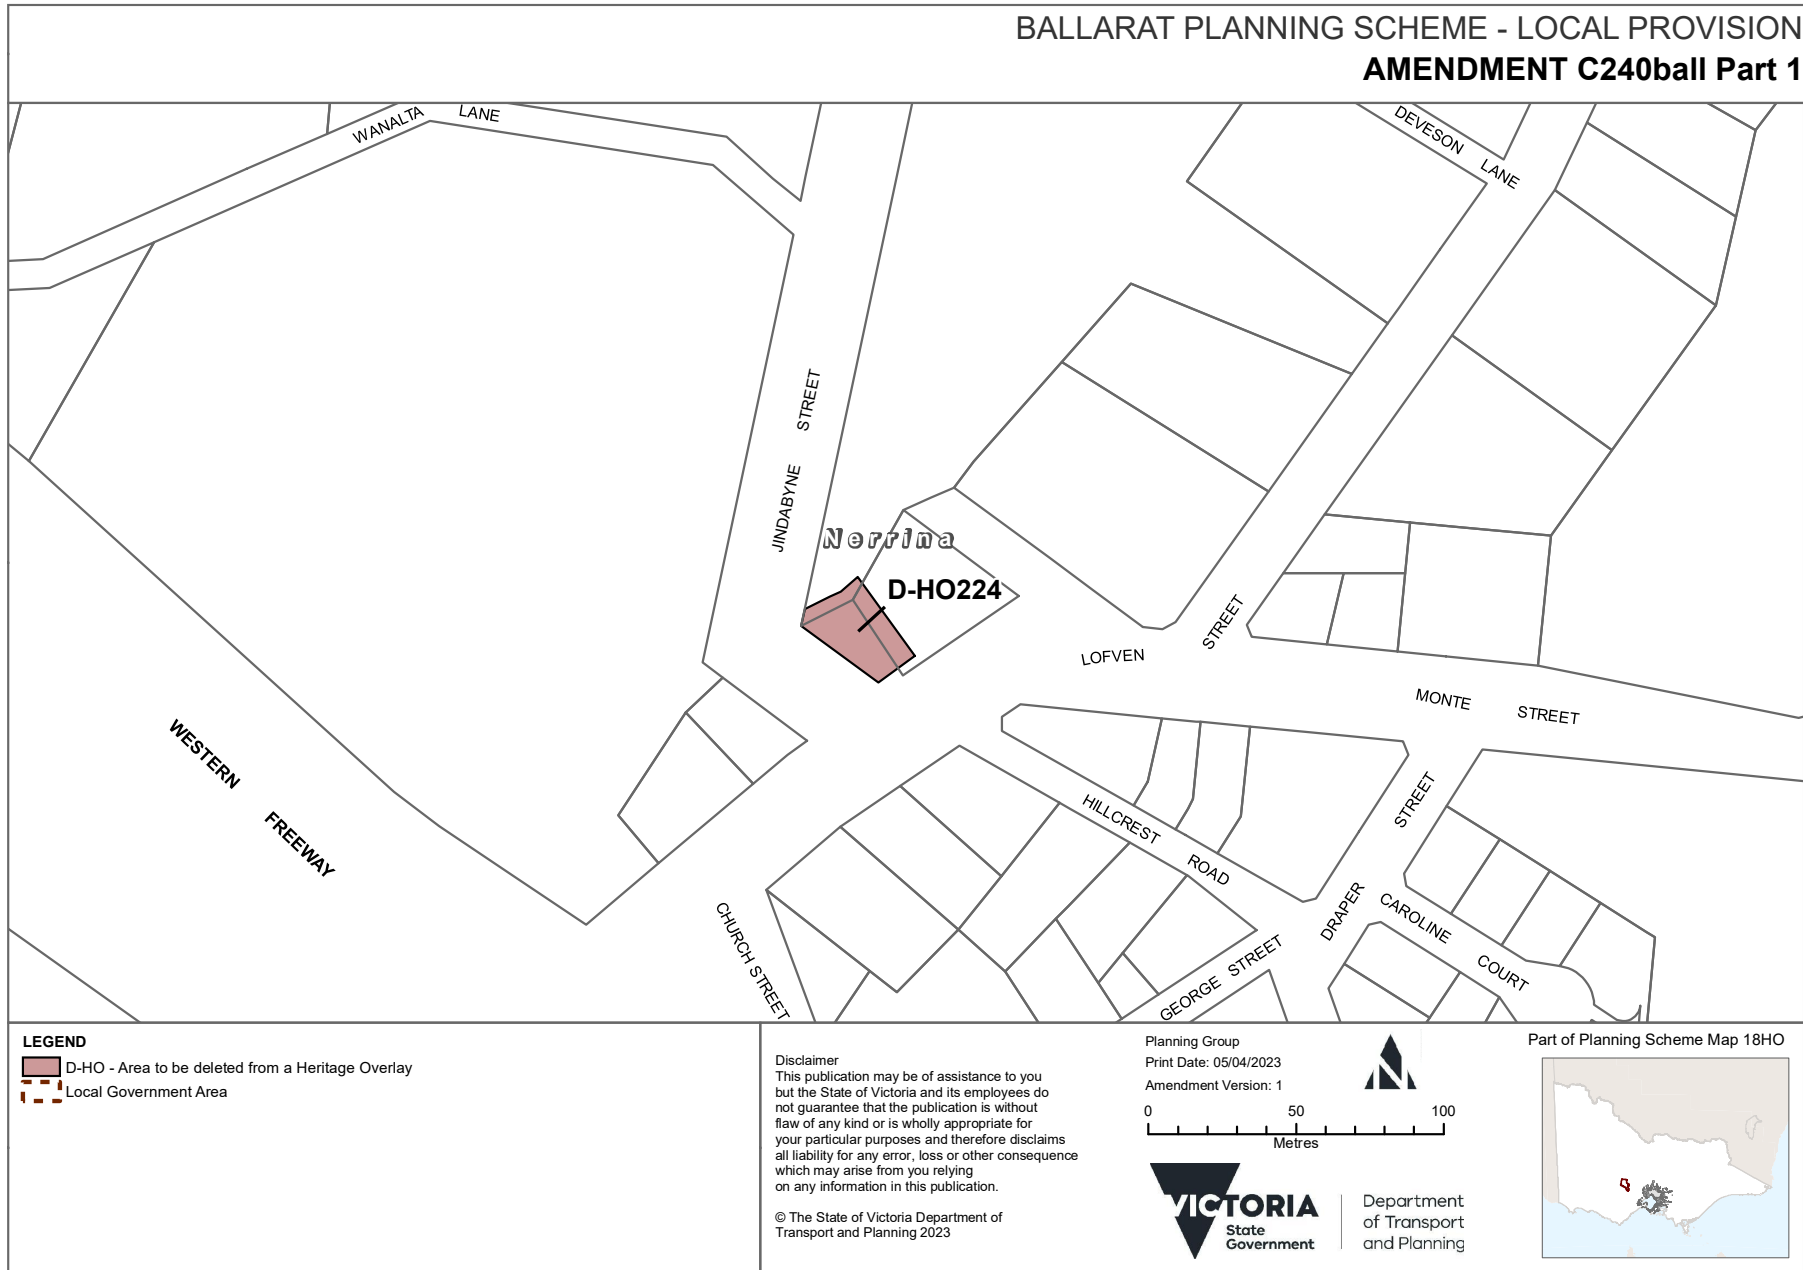 BALLARAT PLANNING SCHEME - LOCAL PROVISION
AMENDMENT C240ball Part 1
WANALTA LANE
DEVESON LANE
JINDABYNE STREET
Nerrina
D-HO224
LOFVEN STREET
MONTE STREET
WESTERN FREEWAY
HILLCREST ROAD
DRAPER STREET
CAROLINE COURT
CHURCH STREET
GEORGE STREET
LEGEND
D-HO - Area to be deleted from a Heritage Overlay
Local Government Area
Disclaimer
This publication may be of assistance to you
but the State of Victoria and its employees do
not guarantee that the publication is without
flaw of any kind or is wholly appropriate for
your particular purposes and therefore disclaims
all liability for any error, loss or other consequence
which may arise from you relying
on any information in this publication.
© The State of Victoria Department of
Transport and Planning 2023
Planning Group
Print Date: 05/04/2023
Amendment Version: 1
0 50 100
Metres
VICTORIA
State
Government
Department
of Transport
and Planning
Part of Planning Scheme Map 18HO